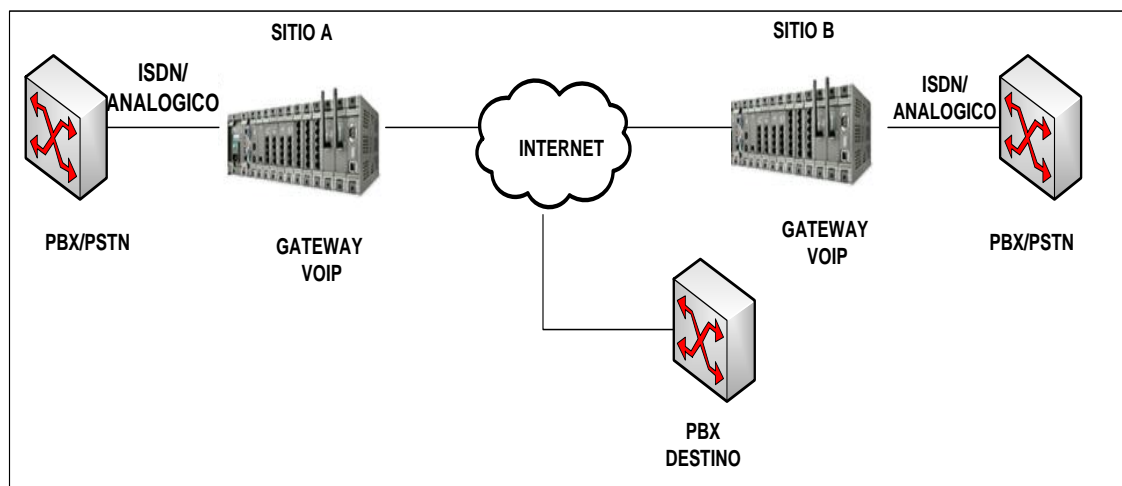 SITIO A
SITIO B
ISDN/
ANALOGICO
ISDN/
ANALOGICO
INTERNET
PBX/PSTN
GATEWAY
VOIP
GATEWAY
VOIP
PBX/PSTN
PBX
DESTINO